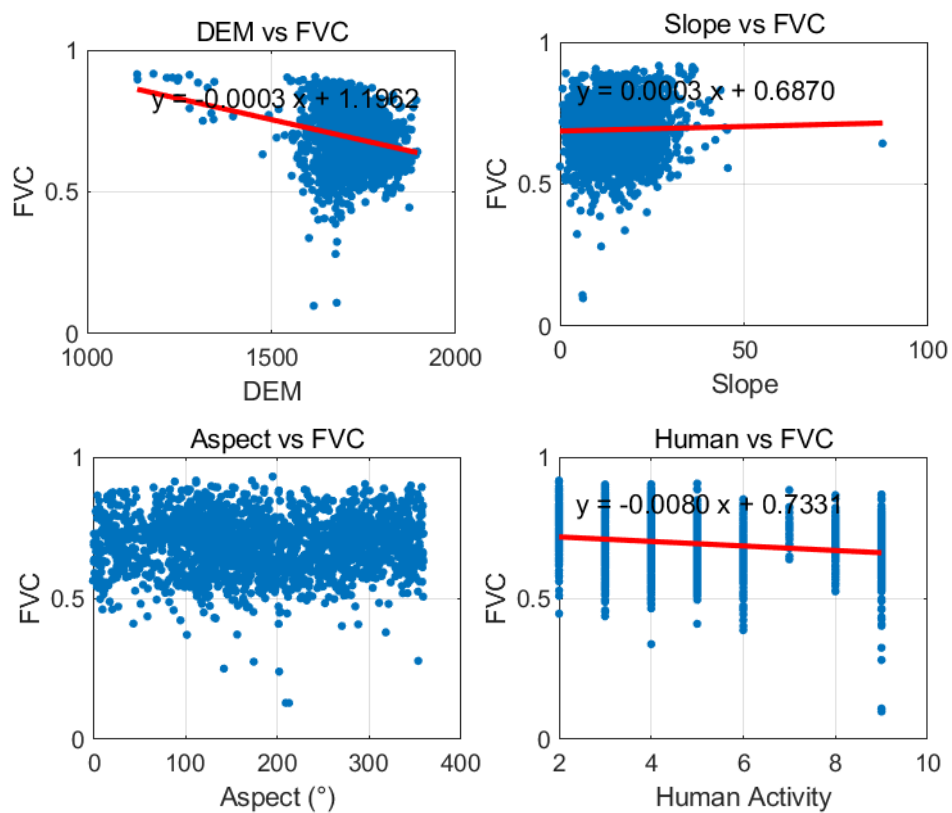 DEM vs FVC
y = -0.0003 x + 1.1962
1
0.5
0
FVC
1000
1500
2000
DEM
Slope vs FVC
y = 0.0003 x + 0.6870
1
0.5
0
FVC
0
50
100
Slope
Aspect vs FVC
1
0.5
0
FVC
0
100
200
300
400
Aspect (°)
Human vs FVC
y = -0.0080 x + 0.7331
1
0.5
0
FVC
2
4
6
8
10
Human Activity